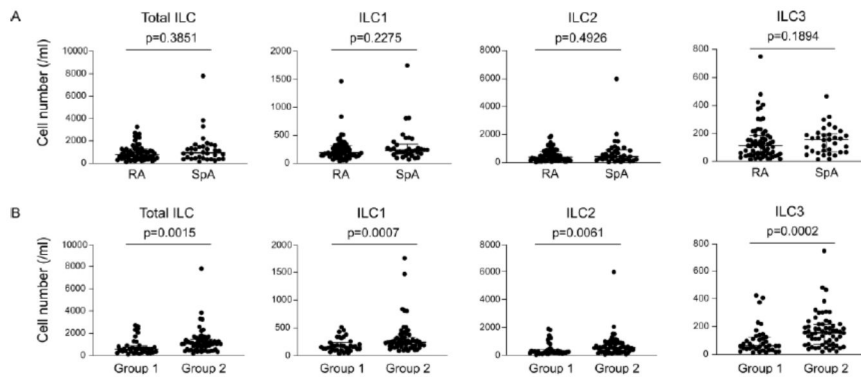 A
Total ILC
p=0.3851
Cell number (/ml)
10000
8000
6000
4000
2000
0
RA SpA
ILC1
p=0.2275
2000
1500
1000
500
0
RA SpA
ILC2
p=0.4926
8000
6000
4000
2000
0
RA SpA
ILC3
p=0.1894
800
600
400
200
0
RA SpA
B
Total ILC
p=0.0015
Cell number (/ml)
10000
8000
6000
4000
2000
0
Group 1 Group 2
ILC1
p=0.0007
2000
1500
1000
500
0
Group 1 Group 2
ILC2
p=0.0061
8000
6000
4000
2000
0
Group 1 Group 2
ILC3
p=0.0002
800
600
400
200
0
Group 1 Group 2